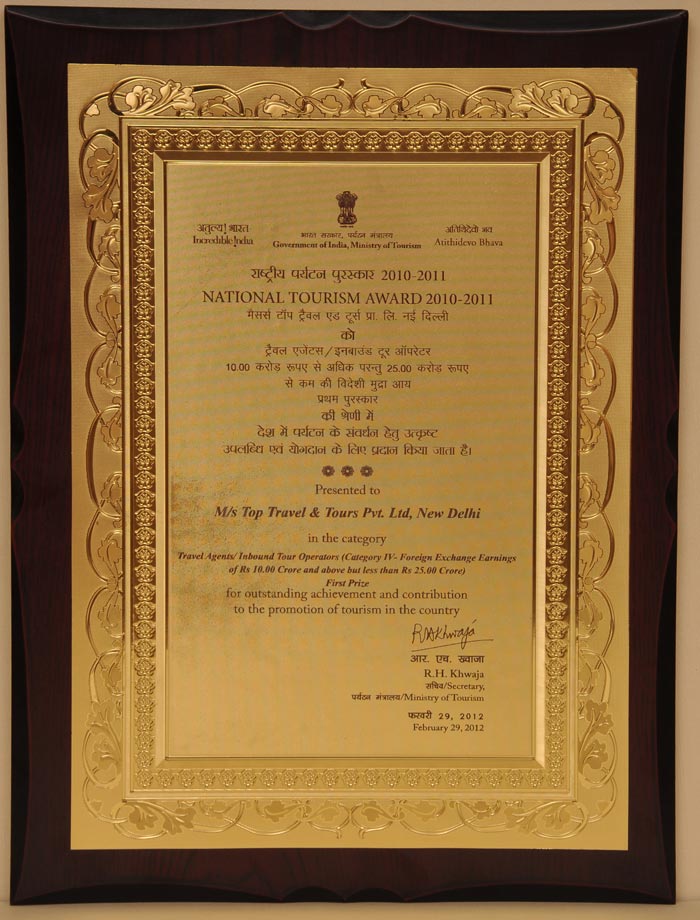 अतुल्य! भारत
Incredible!ndia
भारत सरकार, पर्यटन मंत्रालय
Government of India, Ministry of Tourism
अतिथिदेवो भव
Atithidevo Bhava
राष्ट्रीय पर्यटन पुरस्कार 2010-2011
NATIONAL TOURISM AWARD 2010-2011
मैसर्स टॉप ट्रैवल एंड टूर्स प्रा. लि. नई दिल्ली
को
ट्रैवल एजेंटस/इनबाउंड टूर ऑपरेटर
10.00 करोड़ रूपए से अधिक परन्तु 25.00 करोड़ रूपए
से कम की विदेशी मुद्रा आय
प्रथम पुरस्कार
की श्रेणी में
देश में पर्यटन के संवर्धन हेतु उत्कृष्ट
उपलब्धि एवं योगदान के लिए प्रदान किया जाता है।
Presented to
M/s Top Travel & Tours Pvt. Ltd, New Delhi
in the category
Travel Agents/ Inbound Tour Operators (Category IV- Foreign Exchange Earnings
of Rs 10.00 Crore and above but less than Rs 25.00 Crore)
First Prize
for outstanding achievement and contribution
to the promotion of tourism in the country
RHKhwaja
आर. एच. ख्वाजा
R.H. Khwaja
सचिव/Secretary,
पर्यटन मंत्रालय/Ministry of Tourism
फरवरी 29, 2012
February 29, 2012